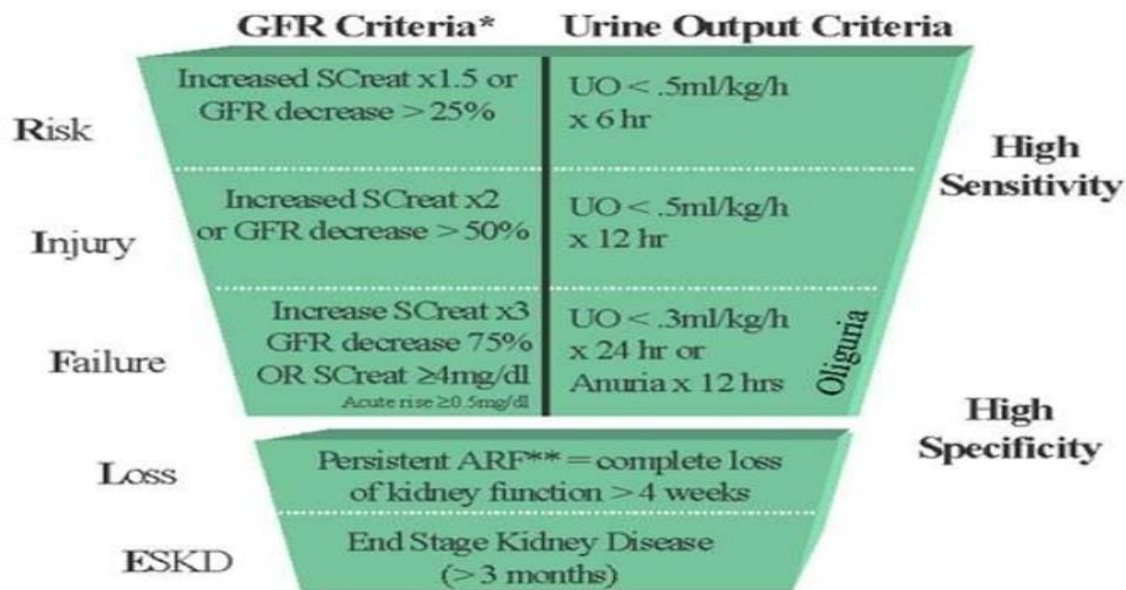 GFR Criteria* Urine Output Criteria
Risk
Increased SCreat x1.5 or
GFR decrease > 25%
UO < .5ml/kg/h
x 6 hr
High
Sensitivity
Injury
Increased SCreat x2
or GFR decrease > 50%
UO < .5ml/kg/h
x 12 hr
Failure
Increase SCreat x3
GFR decrease 75%
OR SCreat ≥4mg/dl
Acute rise ≥0.5mg/dl
UO < .3ml/kg/h
x 24 hr or
Anuria x 12 hrs
Oliguria
High
Specificity
Loss
Persistent ARF** = complete loss
of kidney function > 4 weeks
ESKD
End Stage Kidney Disease
(> 3 months)